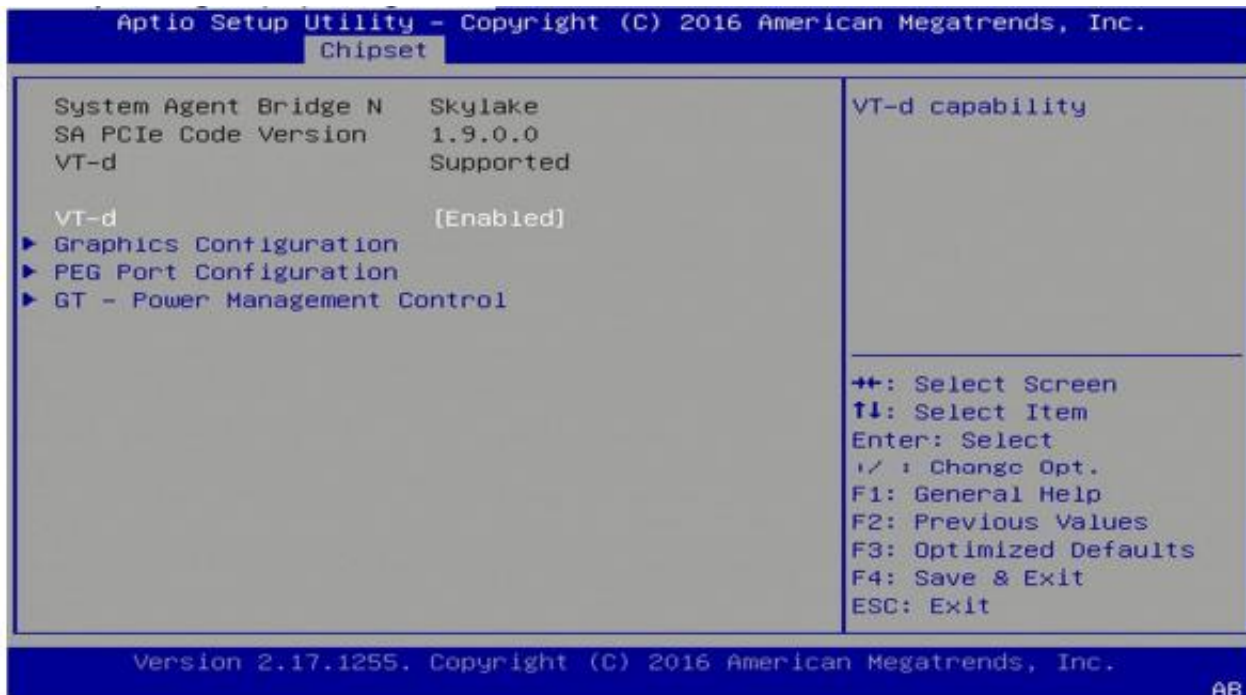 Aptio Setup Utility – Copyright (C) 2016 American Megatrends, Inc.
Chipset
System Agent Bridge N Skylake
SA PCIe Code Version 1.9.0.0
VT-d Supported
VT-d [Enabled]
▶ Graphics Configuration
▶ PEG Port Configuration
▶ GT – Power Management Control
VT-d capability
→←: Select Screen
↑↓: Select Item
Enter: Select
: Change Opt.
F1: General Help
F2: Previous Values
F3: Optimized Defaults
F4: Save & Exit
ESC: Exit
Version 2.17.1255. Copyright (C) 2016 American Megatrends, Inc.
AB